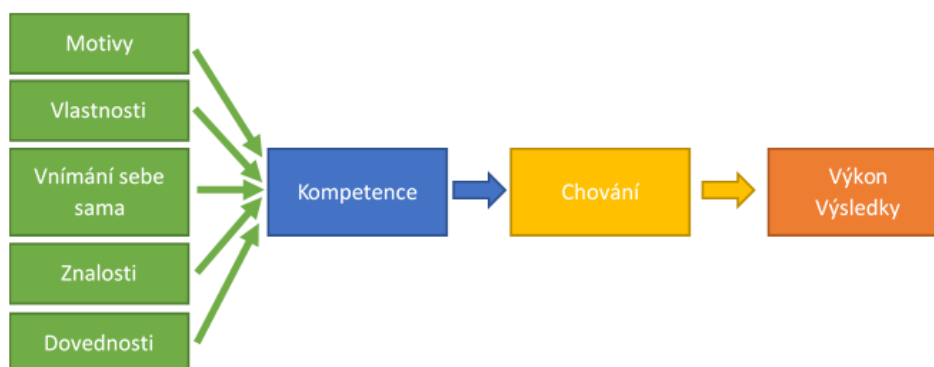 Motivy
Vlastnosti
Vnímání sebe
sama
Znalosti
Dovednosti
Kompetence
Chování
Výkon
Výsledky